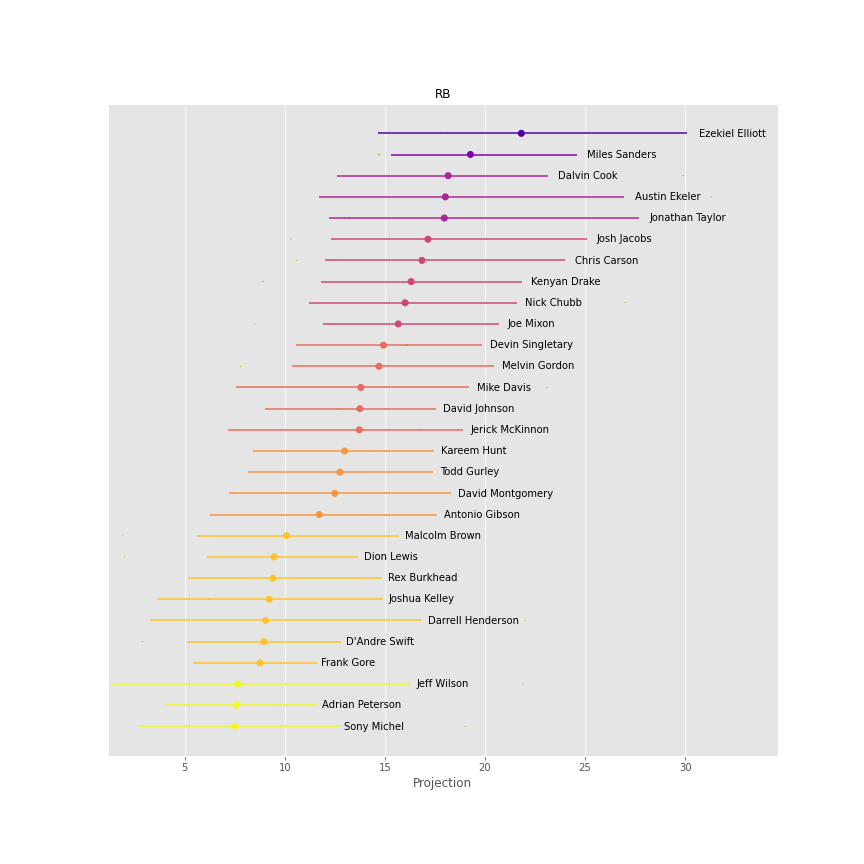 RB
Ezekiel Elliott
Miles Sanders
Dalvin Cook
Austin Ekeler
Jonathan Taylor
Josh Jacobs
Chris Carson
Kenyan Drake
Nick Chubb
Joe Mixon
Devin Singletary
Melvin Gordon
Mike Davis
David Johnson
Jerick McKinnon
Kareem Hunt
Todd Gurley
David Montgomery
Antonio Gibson
Malcolm Brown
Dion Lewis
Rex Burkhead
Joshua Kelley
Darrell Henderson
D'Andre Swift
Frank Gore
Jeff Wilson
Adrian Peterson
Sony Michel
5 10 15 20 25 30
Projection